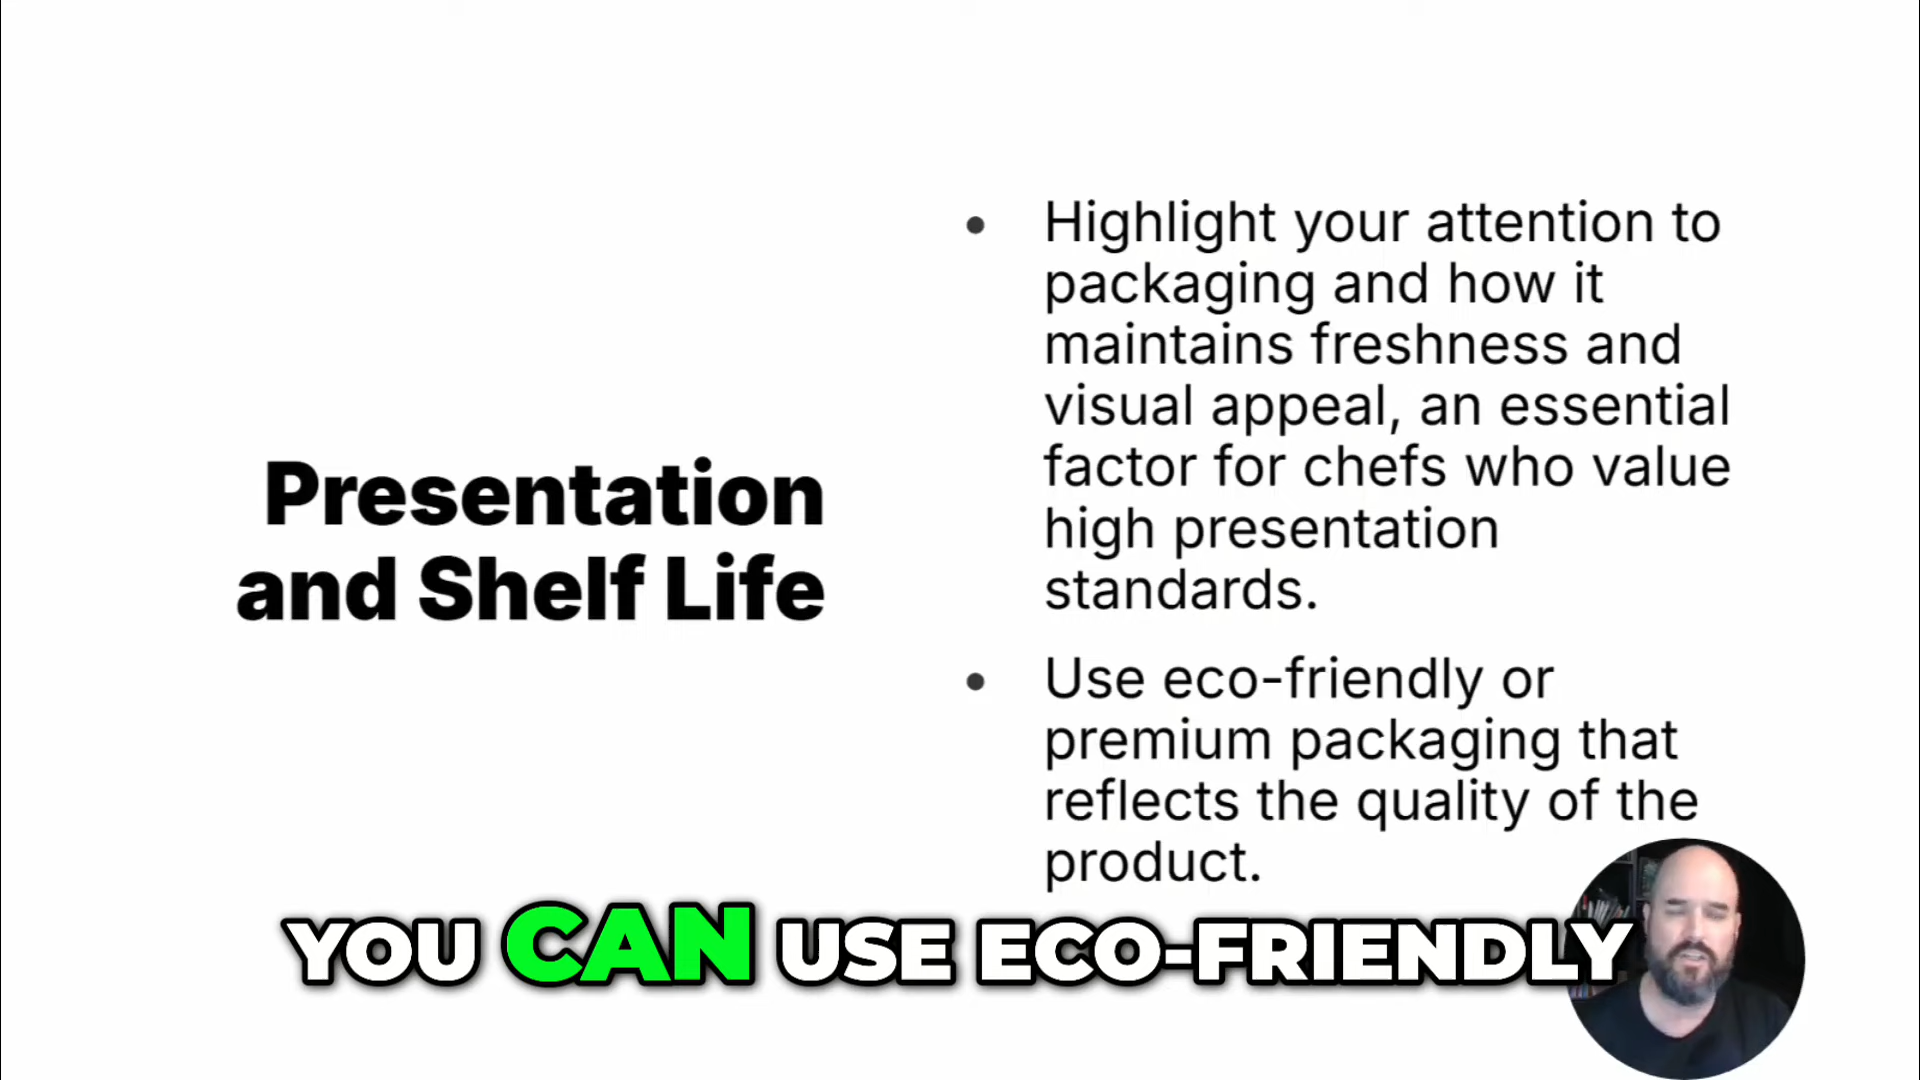 Presentation
and Shelf Life
• Highlight your attention to
packaging and how it
maintains freshness and
visual appeal, an essential
factor for chefs who value
high presentation
standards.
• Use eco-friendly or
premium packaging that
reflects the quality of the
product.
YOU CAN USE ECO-FRIENDLY